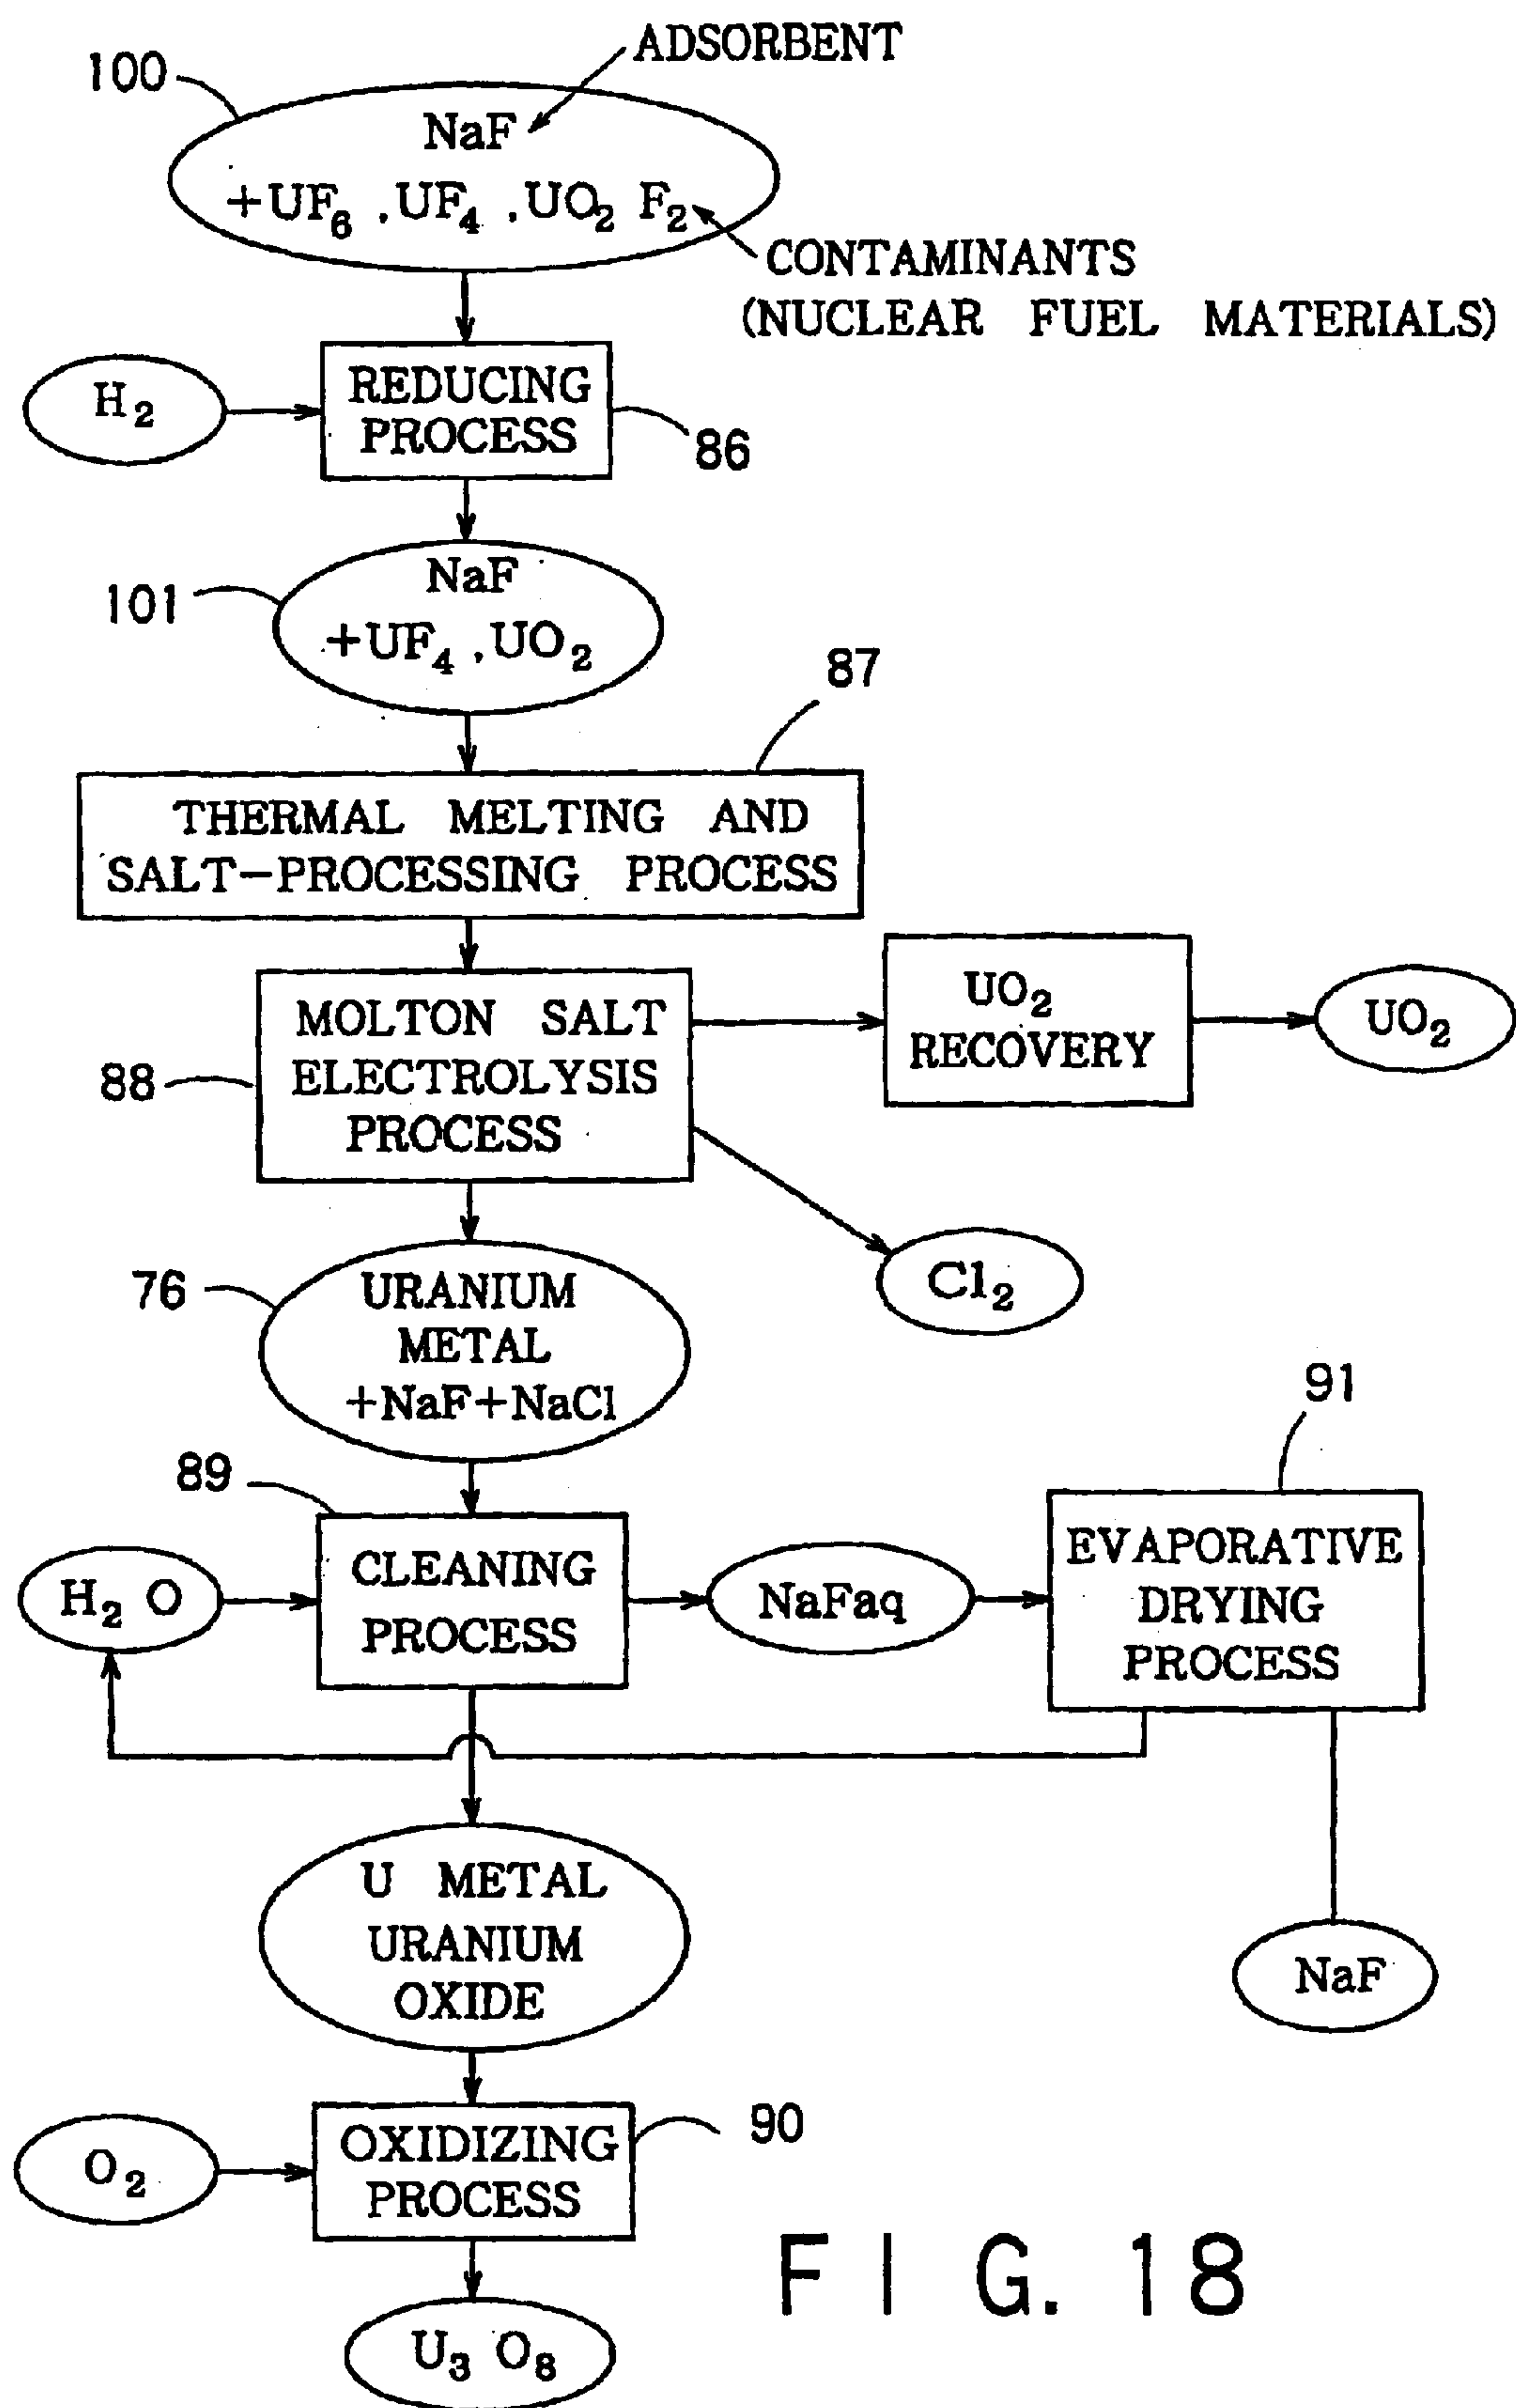 ADSORBENT
100
NaF
+UF6 .UF4 .UO2 F2
CONTAMINANTS
(NUCLEAR FUEL MATERIALS)
H2
REDUCING
PROCESS
86
NaF
101
+UF4 .UO2
87
THERMAL MELTING AND
SALT-PROCESSING PROCESS
MOLTON SALT
ELECTROLYSIS
PROCESS
88
UO2
RECOVERY
UO2
Cl2
76
URANIUM
METAL
+NaF+NaCl
91
89
H2 O
CLEANING
PROCESS
NaFaq
EVAPORATIVE
DRYING
PROCESS
U METAL
URANIUM
OXIDE
NaF
O2
OXIDIZING
PROCESS
90
U3 O8
FIG. 18